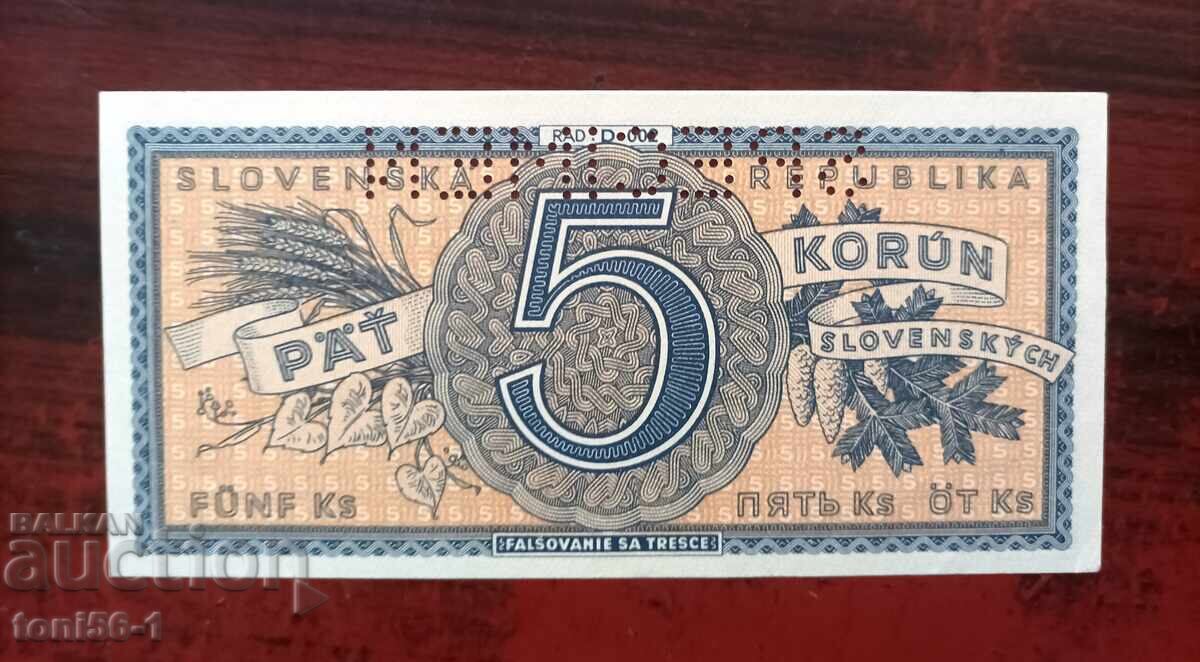 RAD D
SPECIMEN
SLOVENSKÁ REPUBLIKA
5
PÄŤ KORÚN
SLOVENSKÝCH
FÜNF KS ПЯТЬ KS ÖT KS
FALŠOVANIE SA TRESCE
BALKAN
auction
toni56-1